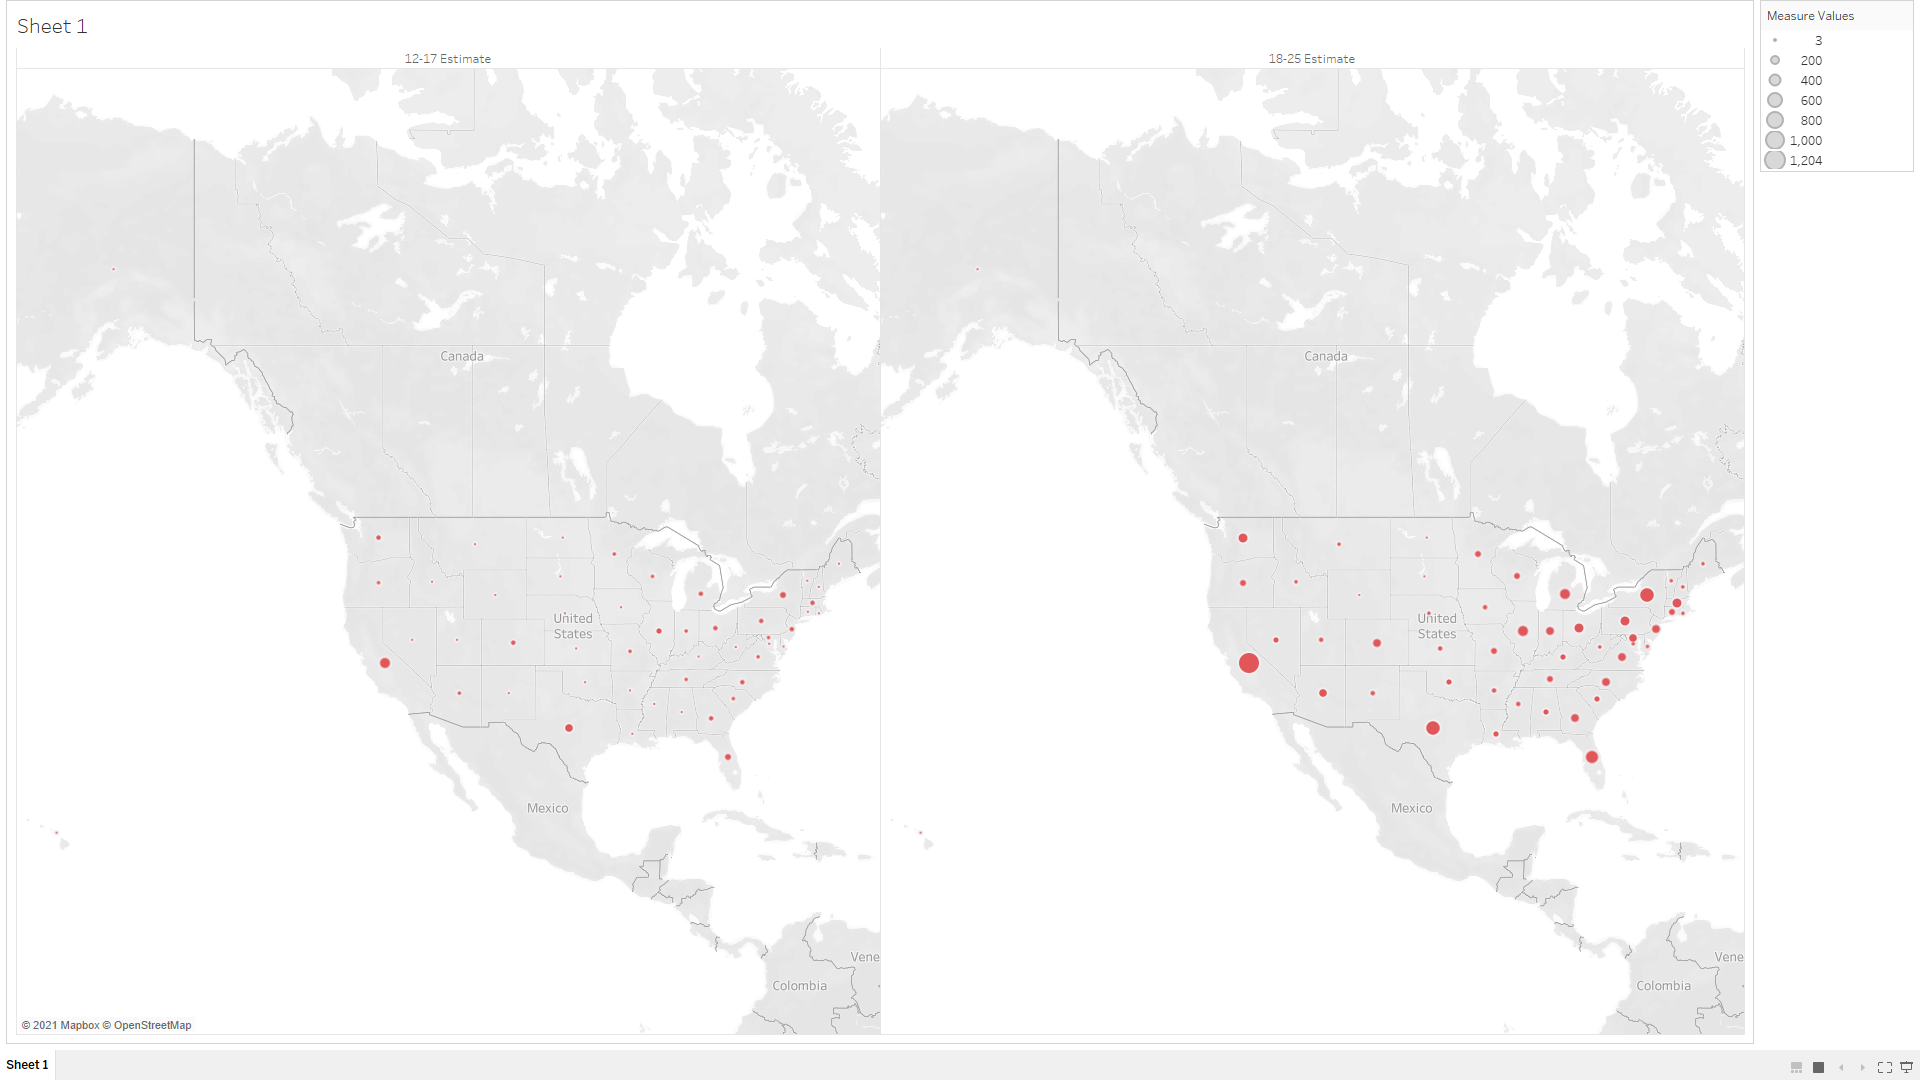 Sheet 1
12-17 Estimate
18-25 Estimate
Canada
United
States
Mexico
Colombia
Vene
Canada
United
States
Mexico
Colombia
Vene
© 2021 Mapbox © OpenStreetMap
Measure Values
3
200
400
600
800
1,000
1,204
Sheet 1